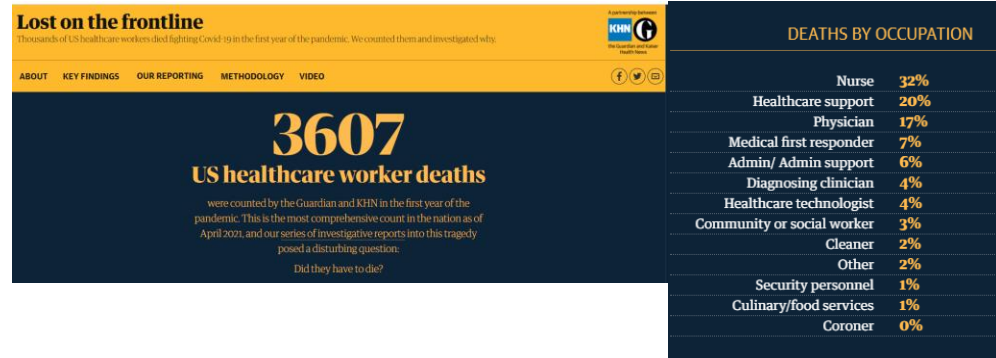 Lost on the frontline
Thousands of US healthcare workers died fighting Covid-19 in the first year of the pandemic. We counted them and investigated why.
A partnership between
KHN G
the Guardian and Kaiser
Health News
ABOUT KEY FINDINGS OUR REPORTING METHODOLOGY VIDEO
3607
US healthcare worker deaths
were counted by the Guardian and KHN in the first year of the
pandemic. This is the most comprehensive count in the nation as of
April 2021, and our series of investigative reports into this tragedy
posed a disturbing question:
Did they have to die?
DEATHS BY OCCUPATION
Nurse 32%
Healthcare support 20%
Physician 17%
Medical first responder 7%
Admin/ Admin support 6%
Diagnosing clinician 4%
Healthcare technologist 4%
Community or social worker 3%
Cleaner 2%
Other 2%
Security personnel 1%
Culinary/food services 1%
Coroner 0%